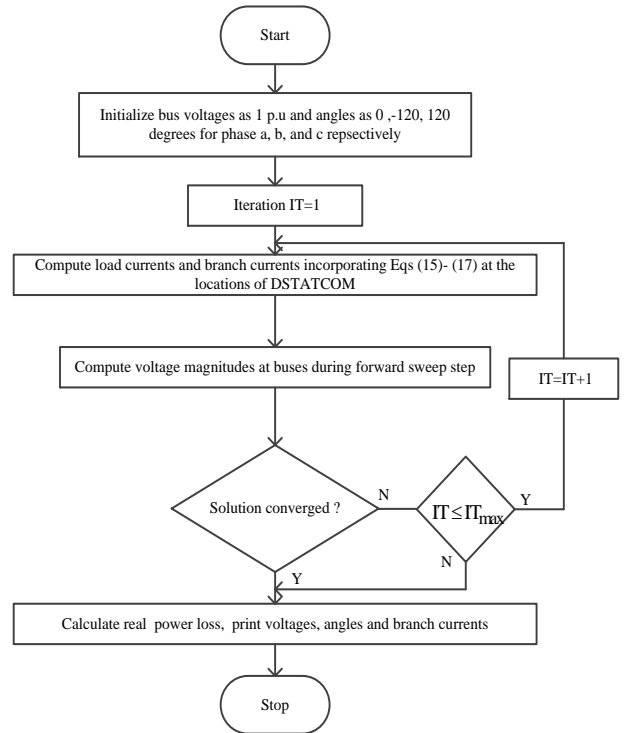 Start
Initialize bus voltages as 1 p.u and angles as 0 ,-120, 120
degrees for phase a, b, and c repsectively
Iteration IT=1
Compute load currents and branch currents incorporating Eqs (15)- (17) at the
locations of DSTATCOM
Compute voltage magnitudes at buses during forward sweep step
IT=IT+1
Solution converged ?
N
IT ≤ ITmax
Y
N
Y
Calculate real power loss, print voltages, angles and branch currents
Stop